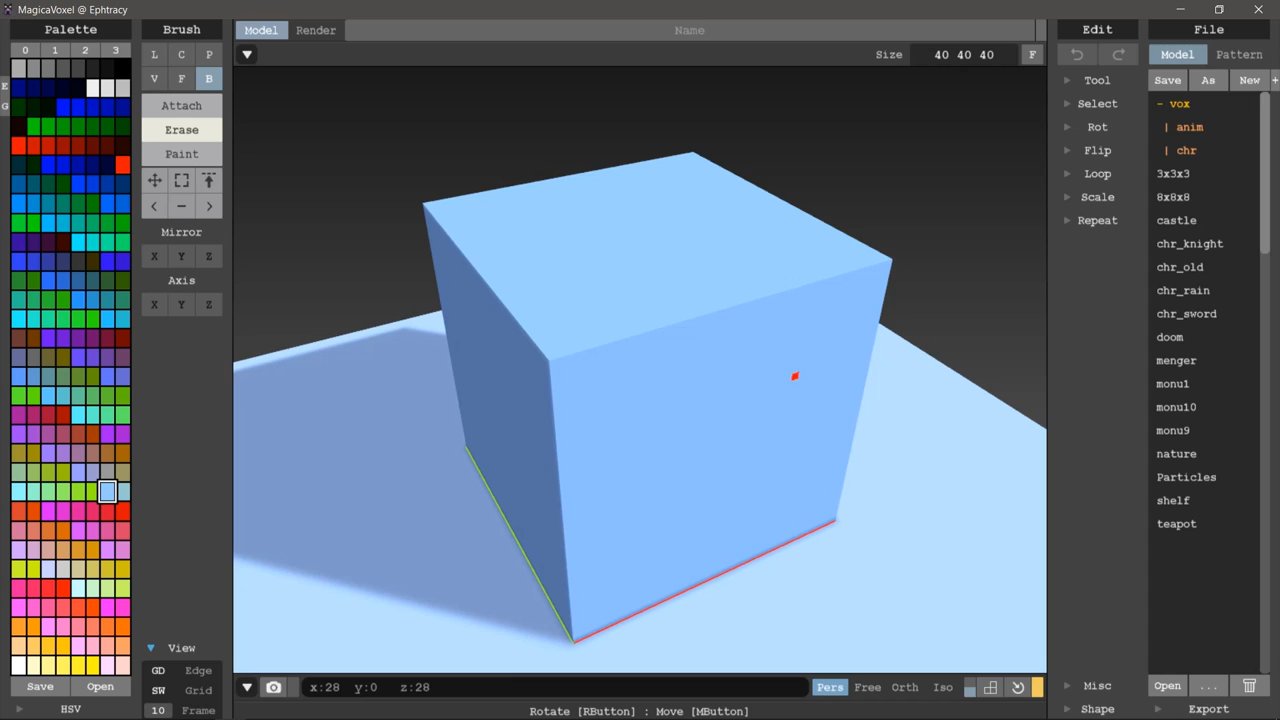 MagicaVoxel @ Ephtracy
Palette
Brush
Model
Render
Name
Edit
File
0 1 2 3
L C P
V F B
Size 40 40 40 F
Model Pattern
Save As New +
E
G
Attach
Erase
Paint
Mirror
X Y Z
Axis
X Y Z
Tool
Select
Rot
Flip
Loop
Scale
Repeat
- vox
| anim
| chr
3x3x3
8x8x8
castle
chr_knight
chr_old
chr_rain
chr_sword
doom
menger
monu1
monu10
monu9
nature
Particles
shelf
teapot
View
GD Edge
SW Grid
10 Frame
Save Open
HSV
x:28 y:0 z:28
Pers Free Orth Iso
Misc
Shape
Open ...
Export
Rotate [RButton] : Move [MButton]